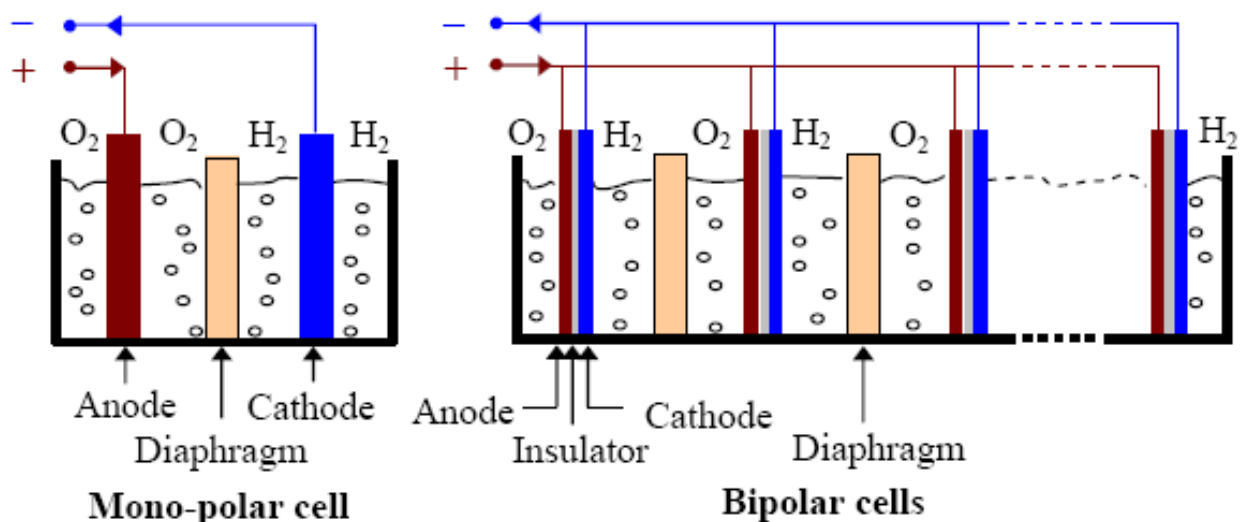 −
+
O₂ O₂ H₂ H₂
Anode Cathode
Diaphragm
Mono-polar cell
−
+
O₂ H₂ O₂ H₂ O₂ H₂
Anode Cathode
Insulator Diaphragm
Bipolar cells